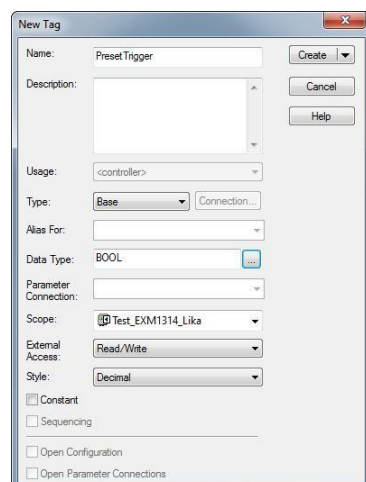 New Tag
Name: PresetTrigger Create
Description: Cancel
Help
Usage: <controller>
Type: Base Connection...
Alias For:
Data Type: BOOL ...
Parameter
Connection:
Scope: Test_EXM1314_Lika
External
Access: Read/Write
Style: Decimal
Constant
Sequencing
Open Configuration
Open Parameter Connections